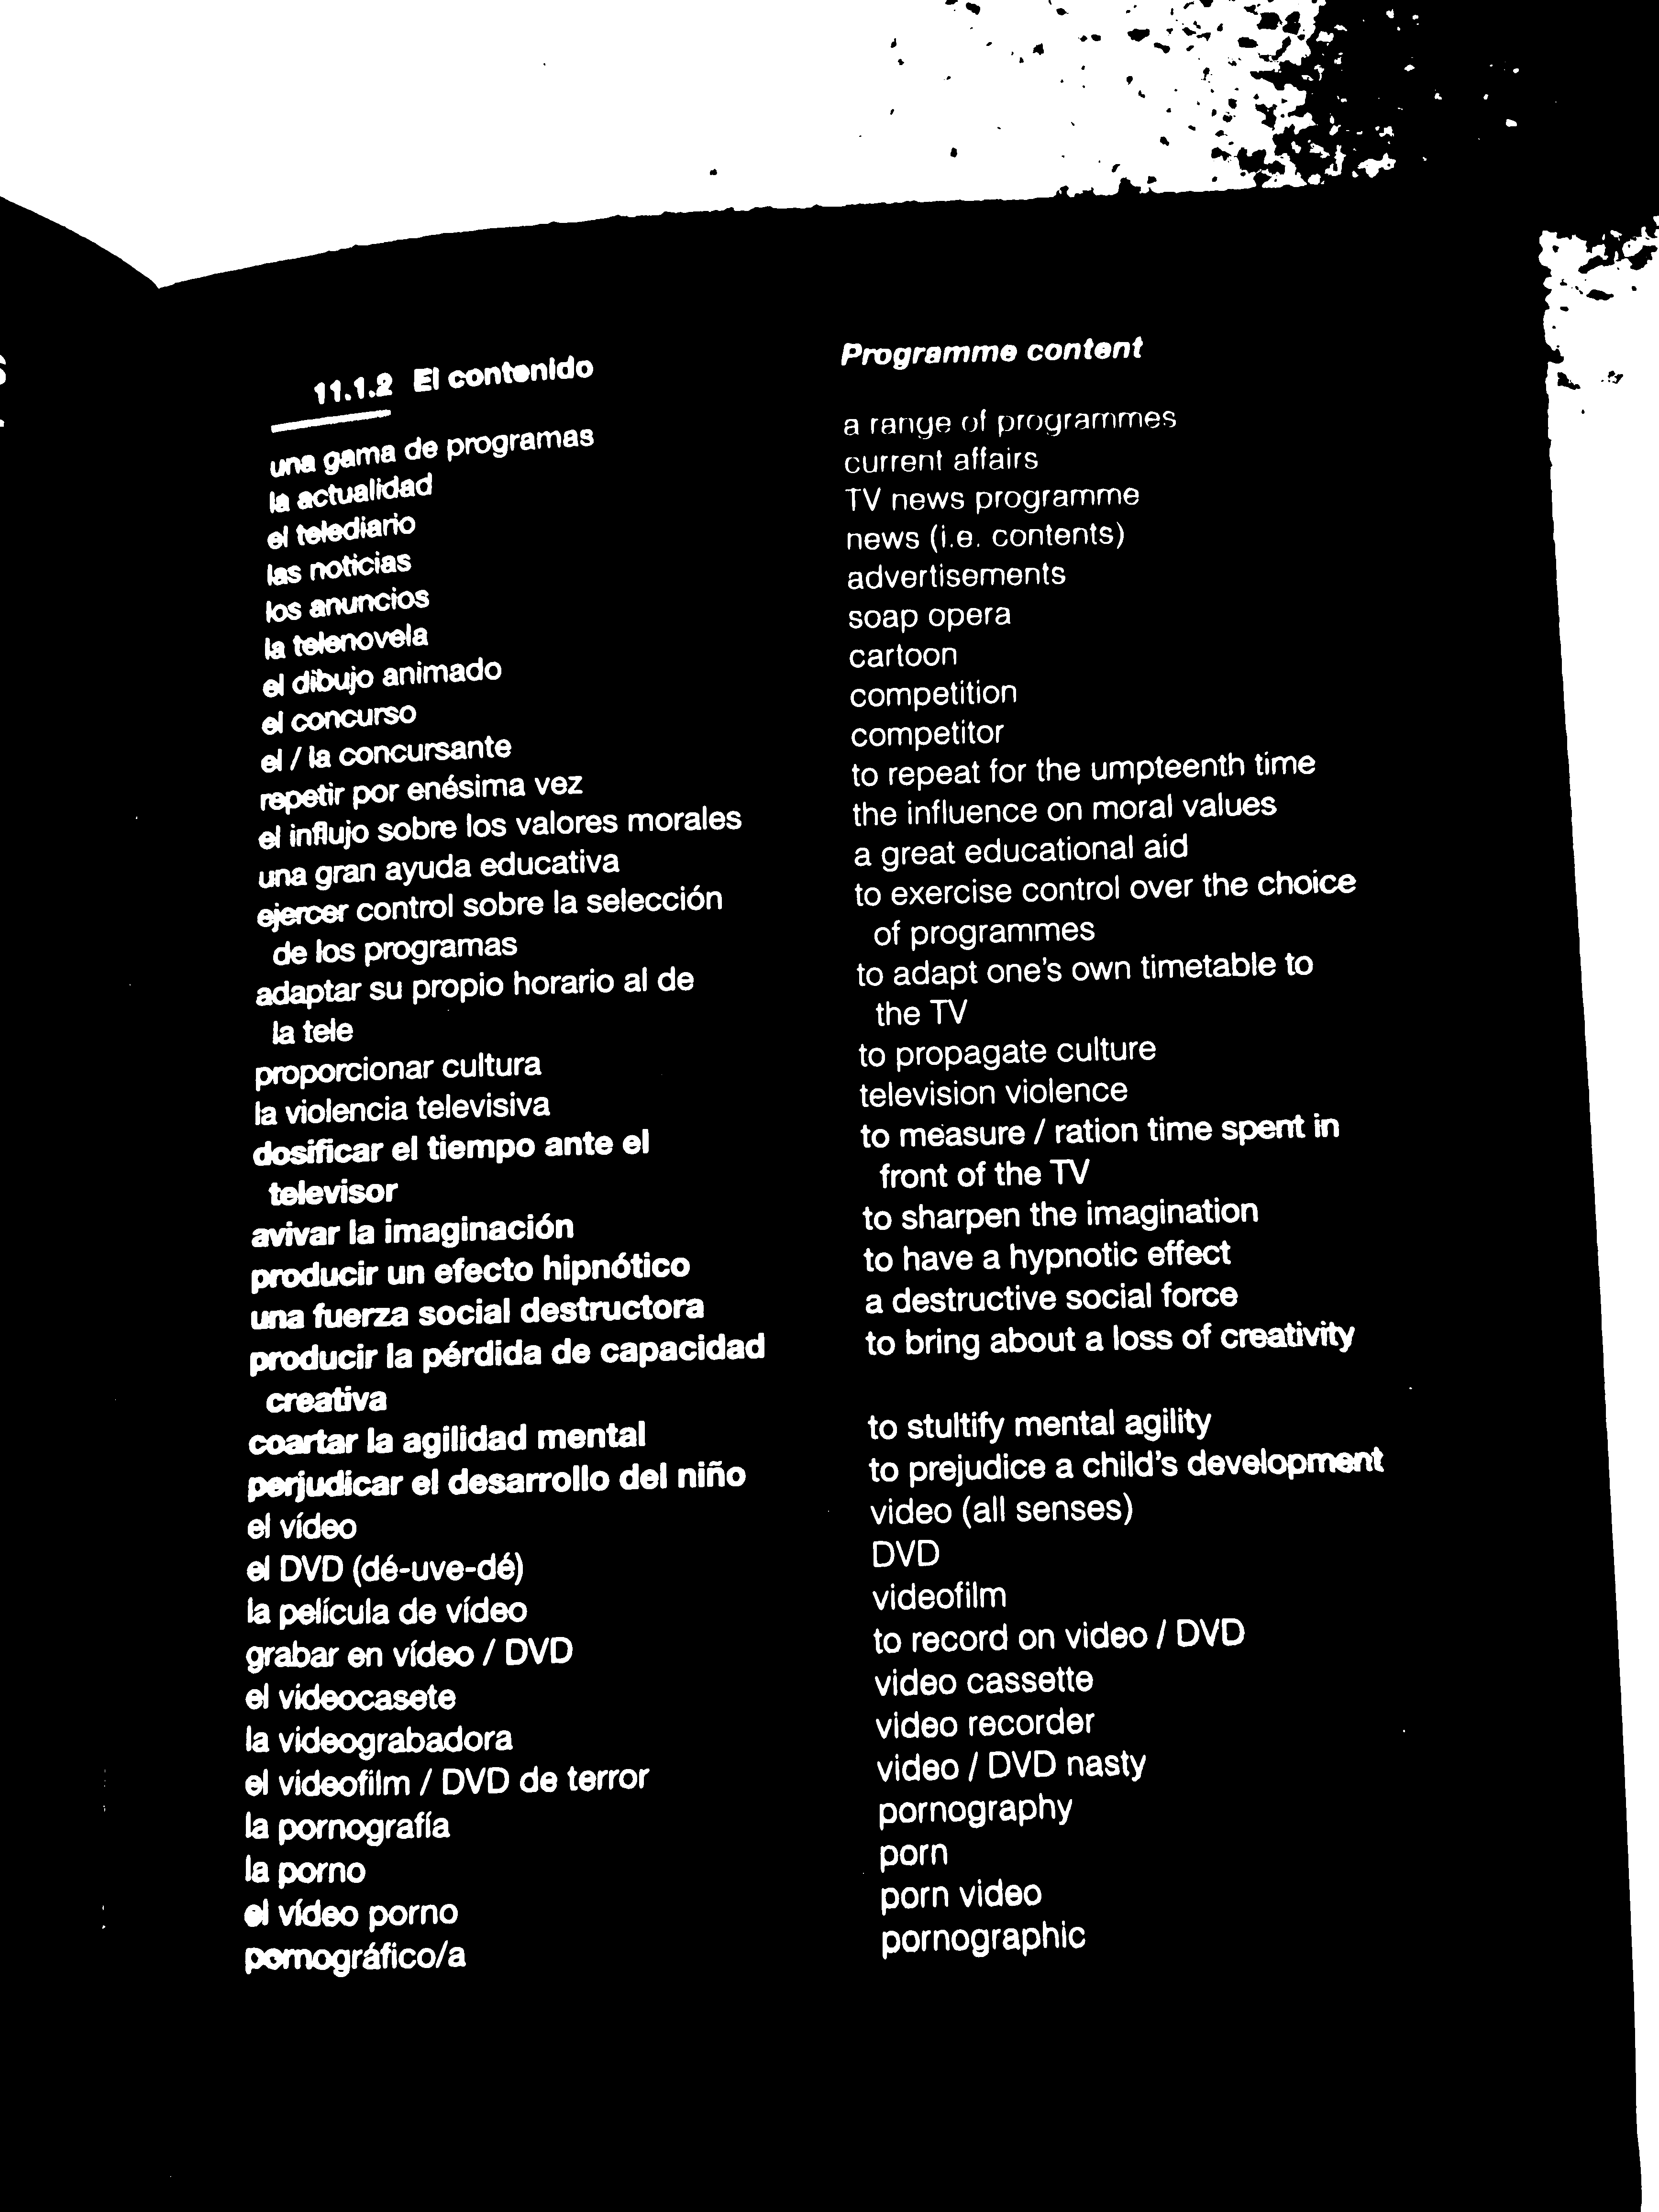 11.1.2 El contenido
Programme content
una gama de programas
a range of programmes
la actualidad
current affairs
el telediario
TV news programme
las noticias
news (i.e. contents)
los anuncios
advertisements
la telenovela
soap opera
el dibujo animado
cartoon
el concurso
competition
el / la concursante
competitor
repetir por enésima vez
to repeat for the umpteenth time
el influjo sobre los valores morales
the influence on moral values
una gran ayuda educativa
a great educational aid
ejercer control sobre la selección
de los programas
to exercise control over the choice
of programmes
adaptar su propio horario al de
la tele
to adapt one's own timetable to
the TV
proporcionar cultura
to propagate culture
la violencia televisiva
television violence
dosificar el tiempo ante el
televisor
to measure / ration time spent in
front of the TV
avivar la imaginación
to sharpen the imagination
producir un efecto hipnótico
to have a hypnotic effect
una fuerza social destructora
a destructive social force
producir la pérdida de capacidad
creativa
to bring about a loss of creativity
coartar la agilidad mental
to stultify mental agility
perjudicar el desarrollo del niño
to prejudice a child's development
el vídeo
video (all senses)
el DVD (dé-uve-dé)
DVD
la película de vídeo
videofilm
grabar en vídeo / DVD
to record on video / DVD
el videocasete
video cassette
la videograbadora
video recorder
el videofilm / DVD de terror
video / DVD nasty
la pornografía
pornography
la porno
porn
el vídeo porno
porn video
pornográfico/a
pornographic